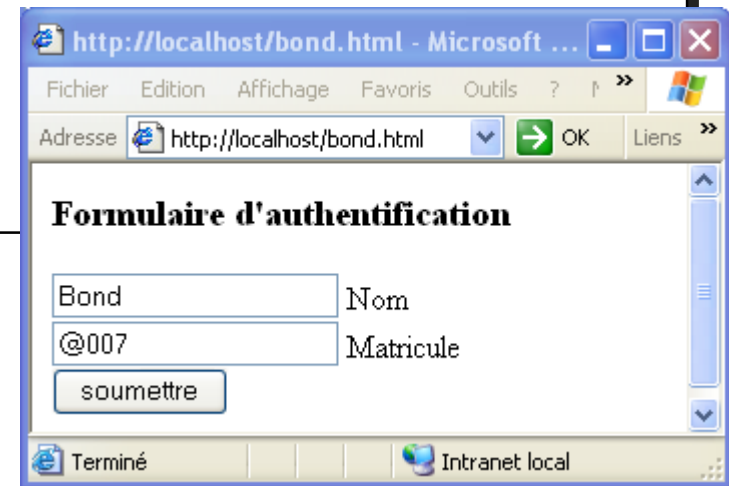 http://localhost/bond.html - Microsoft ...
Fichier Edition Affichage Favoris Outils ? »
Adresse http://localhost/bond.html OK Liens »
Formulaire d'authentification
Bond Nom
@007 Matricule
soumettre
Terminé Intranet local